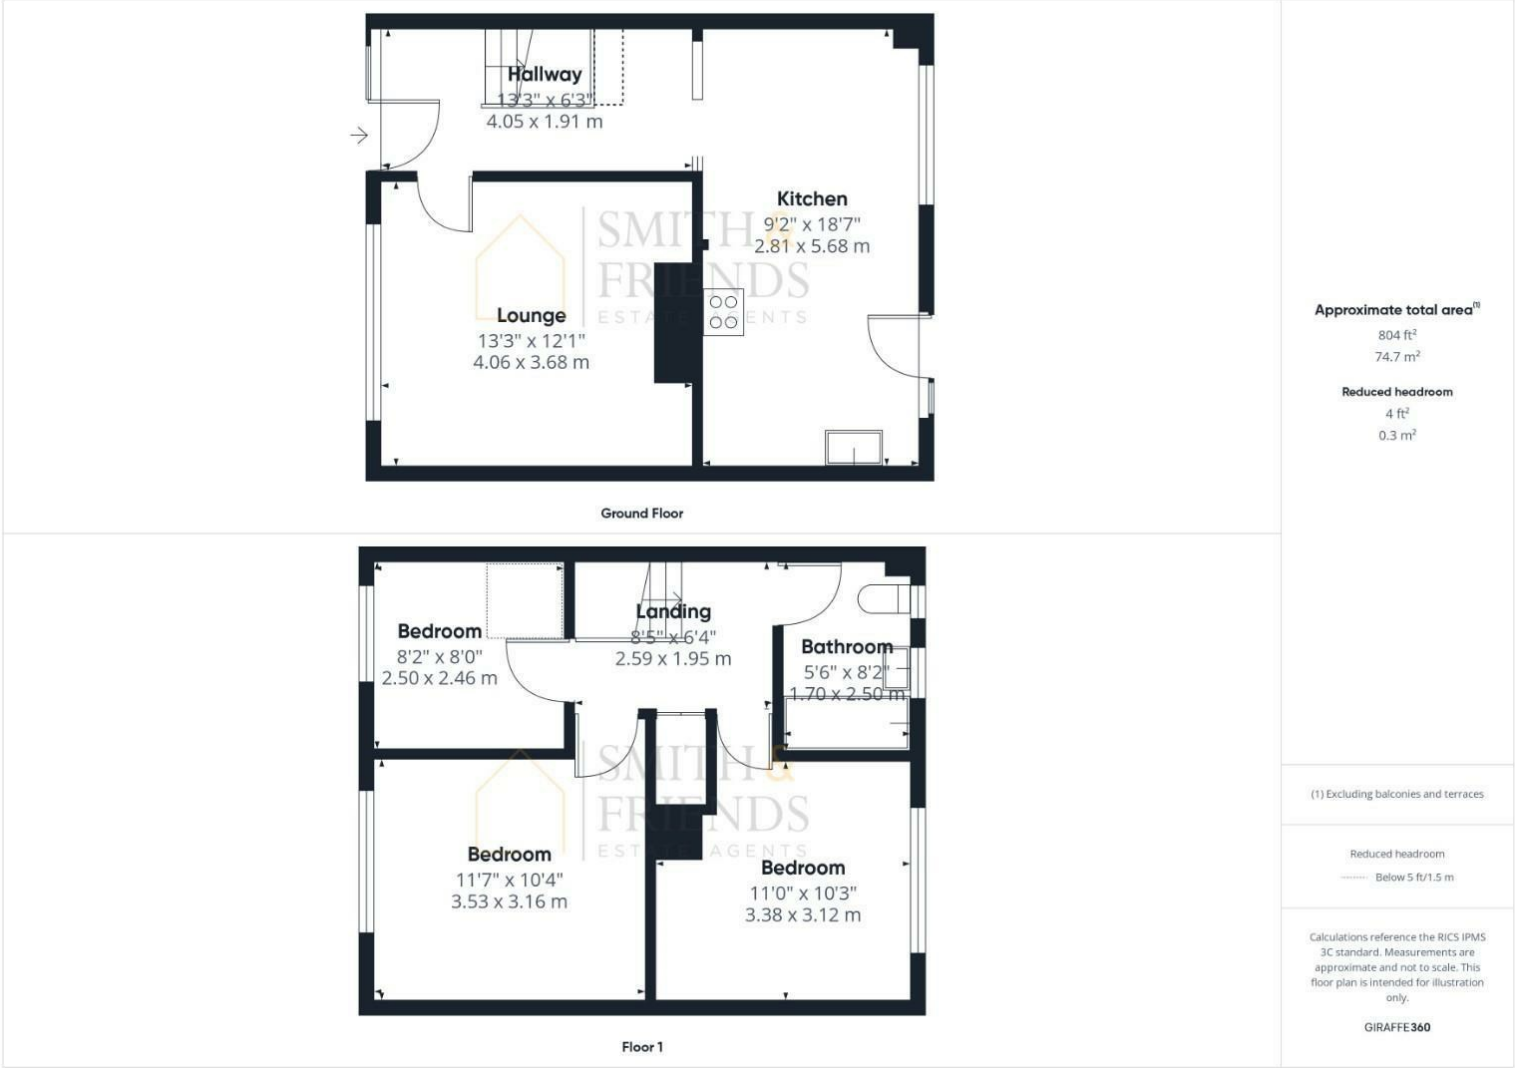 Hallway
13'3" x 6'3"
4.05 x 1.91 m
Kitchen
9'2" x 18'7"
2.81 x 5.68 m
SMITH &
FRIENDS
ESTATE AGENTS
Lounge
13'3" x 12'1"
4.06 x 3.68 m
Ground Floor
Bedroom
8'2" x 8'0"
2.50 x 2.46 m
Landing
8'5" x 6'4"
2.59 x 1.95 m
Bathroom
5'6" x 8'2"
1.70 x 2.50 m
SMITH &
FRIENDS
ESTATE AGENTS
Bedroom
11'7" x 10'4"
3.53 x 3.16 m
Bedroom
11'0" x 10'3"
3.38 x 3.12 m
Floor 1
Approximate total area(1)
804 ft²
74.7 m²
Reduced headroom
4 ft²
0.3 m²
(1) Excluding balconies and terraces
Reduced headroom
Below 5 ft/1.5 m
Calculations reference the RICS IPMS
3C standard. Measurements are
approximate and not to scale. This
floor plan is intended for illustration
only.
GIRAFFE360